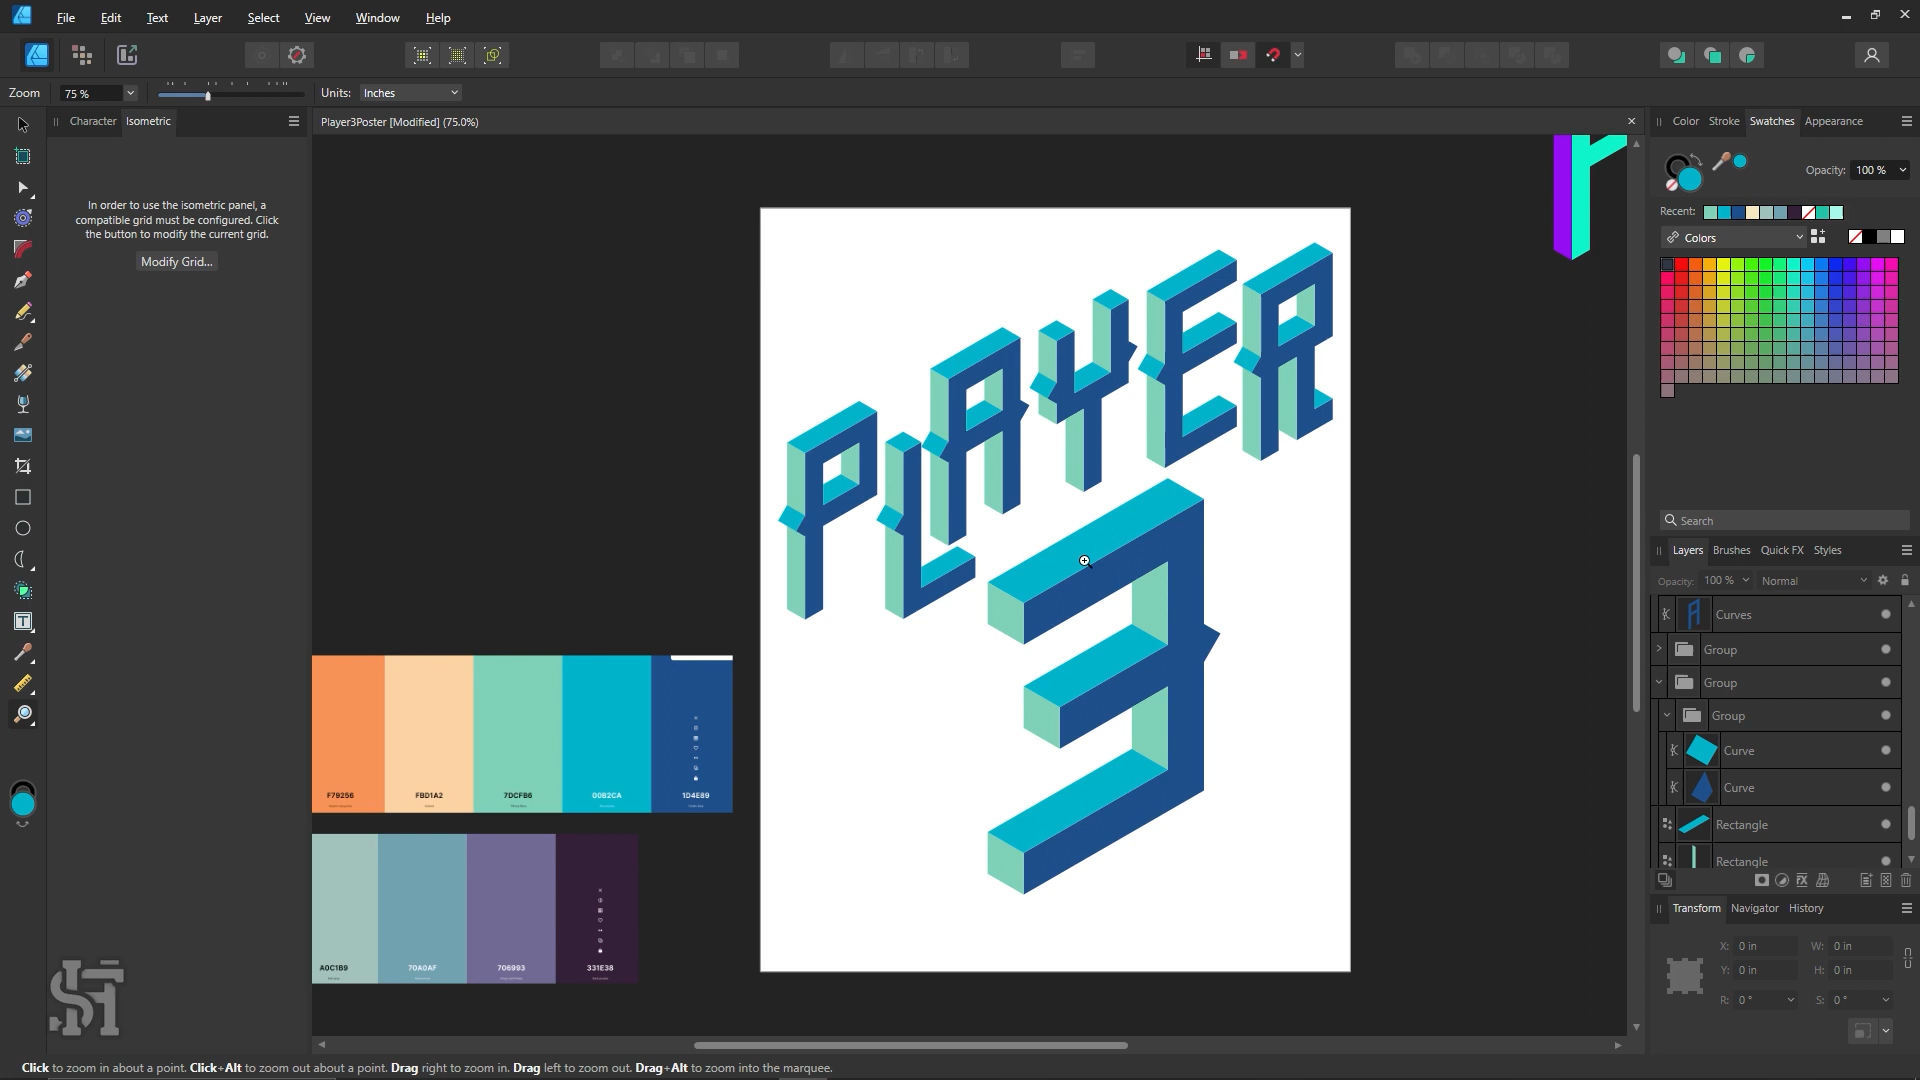 File Edit Text Layer Select View Window Help
Zoom 75 % Units: Inches
Character Isometric
Player3Poster [Modified] (75.0%)
Color Stroke Swatches Appearance
In order to use the isometric panel, a
compatible grid must be configured. Click
the button to modify the current grid.
Modify Grid...
Opacity: 100 %
Recent:
Colors
PLAYER
3
F79256 FBD1A2 7DCFB6 00B2CA 1D4E89
A0C1B9 70A0AF 706993 331E38
Search
Layers Brushes Quick FX Styles
Opacity: 100 % Normal
Curves
Group
Group
Group
Curve
Curve
Rectangle
Rectangle
Transform Navigator History
X: 0 in W: 0 in
Y: 0 in H: 0 in
R: 0 ° S: 0 °
Click to zoom in about a point. Click+Alt to zoom out about a point. Drag right to zoom in. Drag left to zoom out. Drag+Alt to zoom into the marquee.